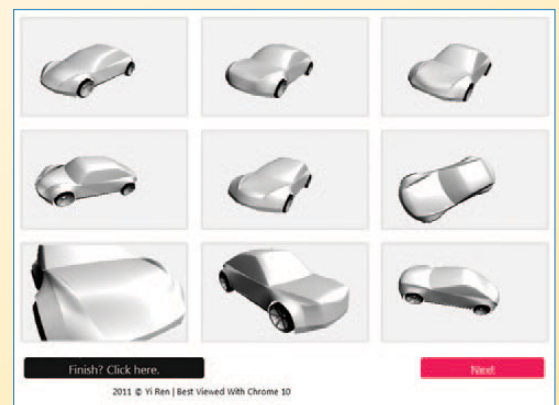 Finish? Click here.
Next
2011 © Yi Ren | Best Viewed With Chrome 10